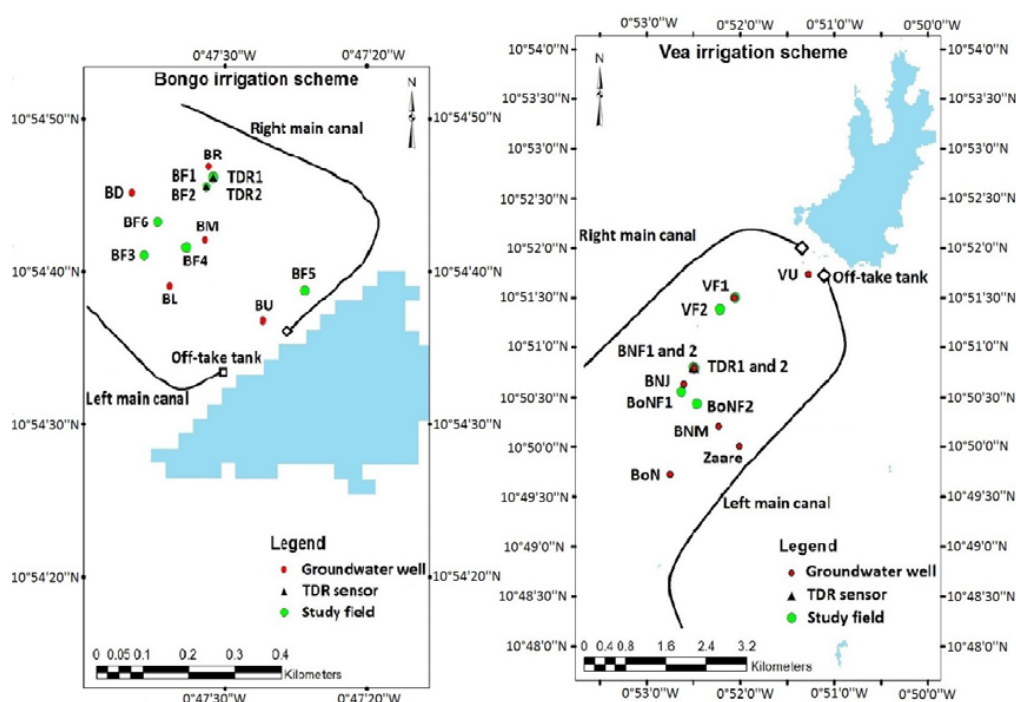 0°47'30"W 0°47'20"W
Bongo irrigation scheme
N
10°54'50"N 10°54'50"N
Right main canal
BR
BF1 TDR1
BF2 TDR2
BD
BF6
BM
BF3
BF4
10°54'40"N 10°54'40"N
BF5
BL
BU
Off-take tank
Left main canal
10°54'30"N 10°54'30"N
Legend
Groundwater well
10°54'20"N 10°54'20"N
TDR sensor
Study field
0 0.05 0.1 0.2 0.3 0.4
Kilometers
0°47'30"W 0°47'20"W
0°53'0"W 0°52'0"W 0°51'0"W 0°50'0"W
Vea irrigation scheme
10°54'0"N 10°54'0"N
N
10°53'30"N 10°53'30"N
10°53'0"N 10°53'0"N
10°52'30"N 10°52'30"N
Right main canal
10°52'0"N 10°52'0"N
VU Off-take tank
VF1
10°51'30"N 10°51'30"N
VF2
10°51'0"N 10°51'0"N
BNF1 and 2
TDR1 and 2
BNJ
10°50'30"N 10°50'30"N
BoNF1
BoNF2
BNM
10°50'0"N 10°50'0"N
Zaare
BoN
10°49'30"N 10°49'30"N
Left main canal
10°49'0"N 10°49'0"N
Legend
Groundwater well
10°48'30"N 10°48'30"N
TDR sensor
Study field
10°48'0"N 10°48'0"N
0 0.4 0.8 1.6 2.4 3.2
Kilometers
0°53'0"W 0°52'0"W 0°51'0"W 0°50'0"W